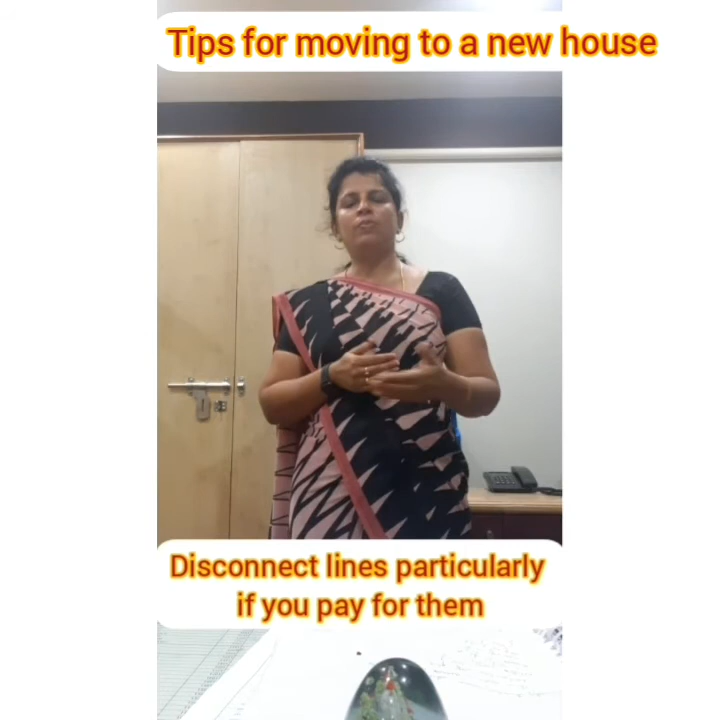 Tips for moving to a new house
Disconnect lines particularly
if you pay for them